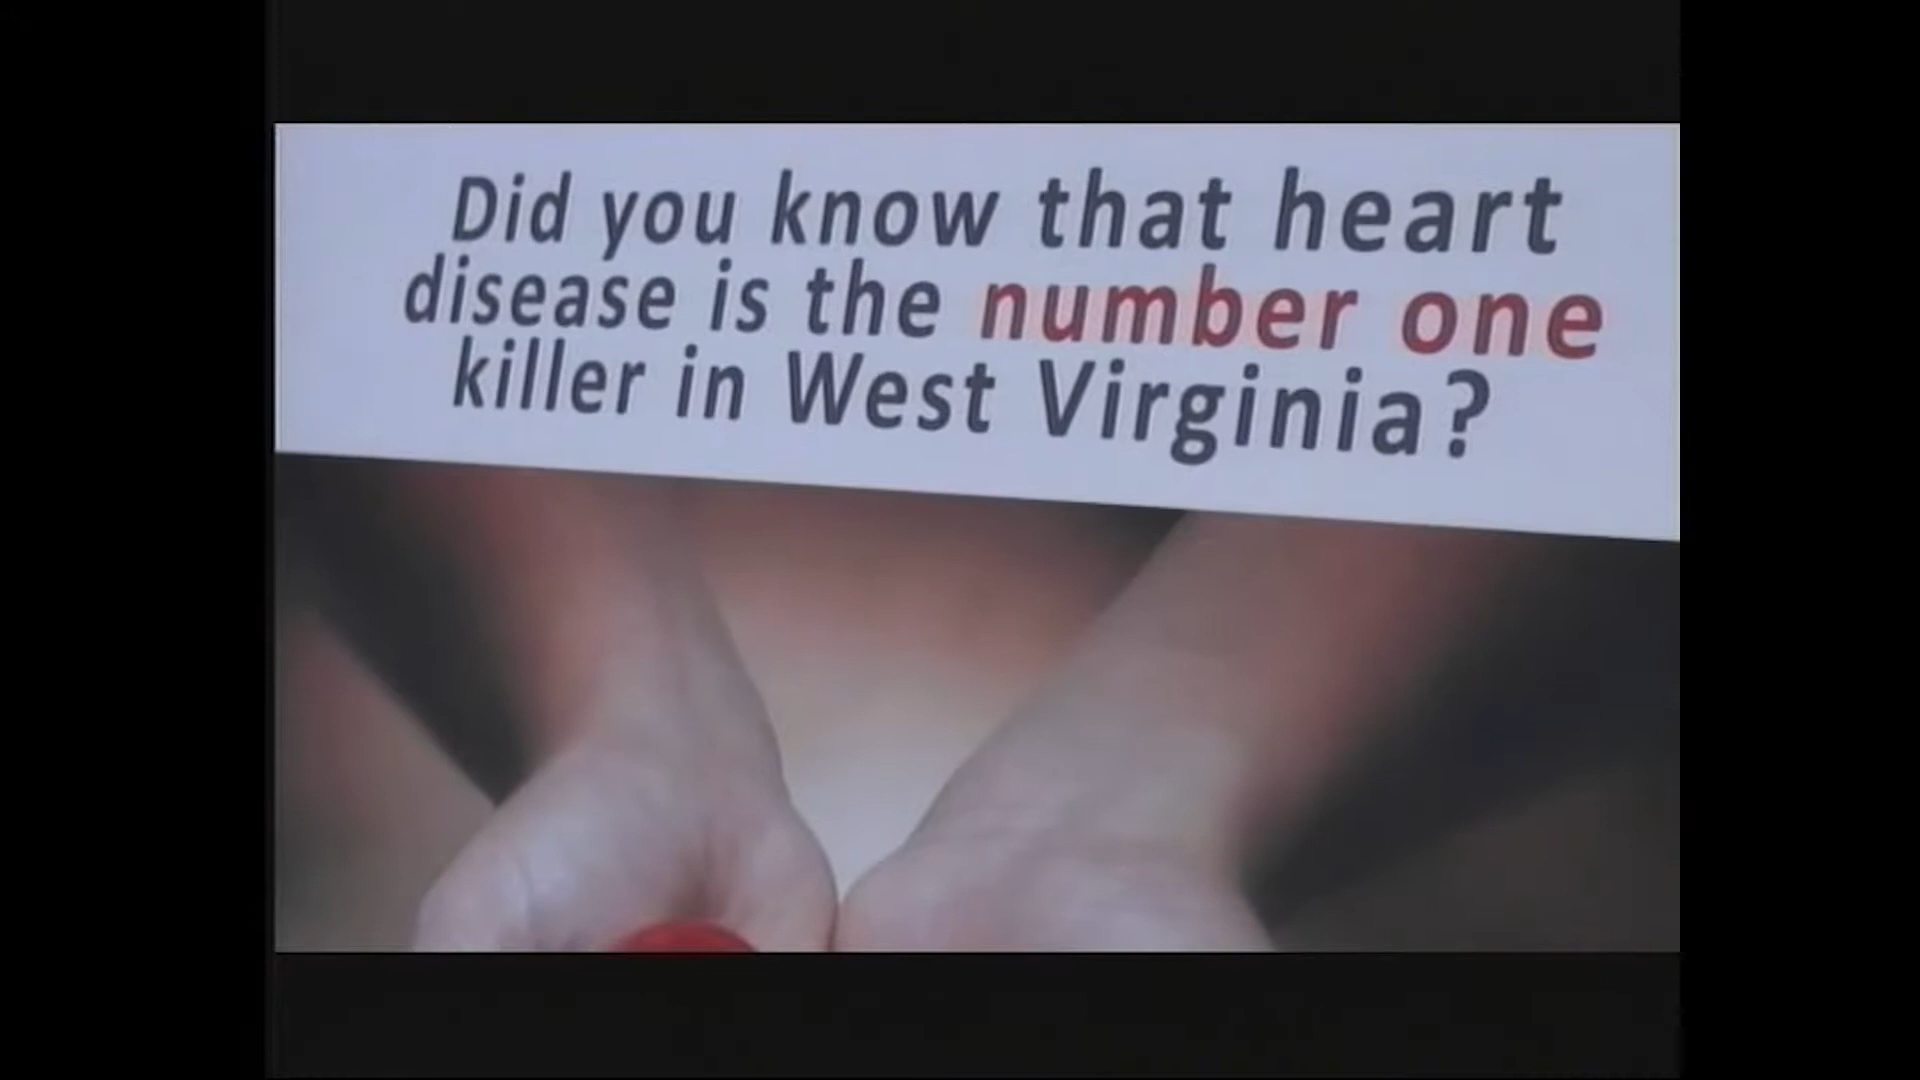 Did you know that heart
disease is the number one
killer in West Virginia?